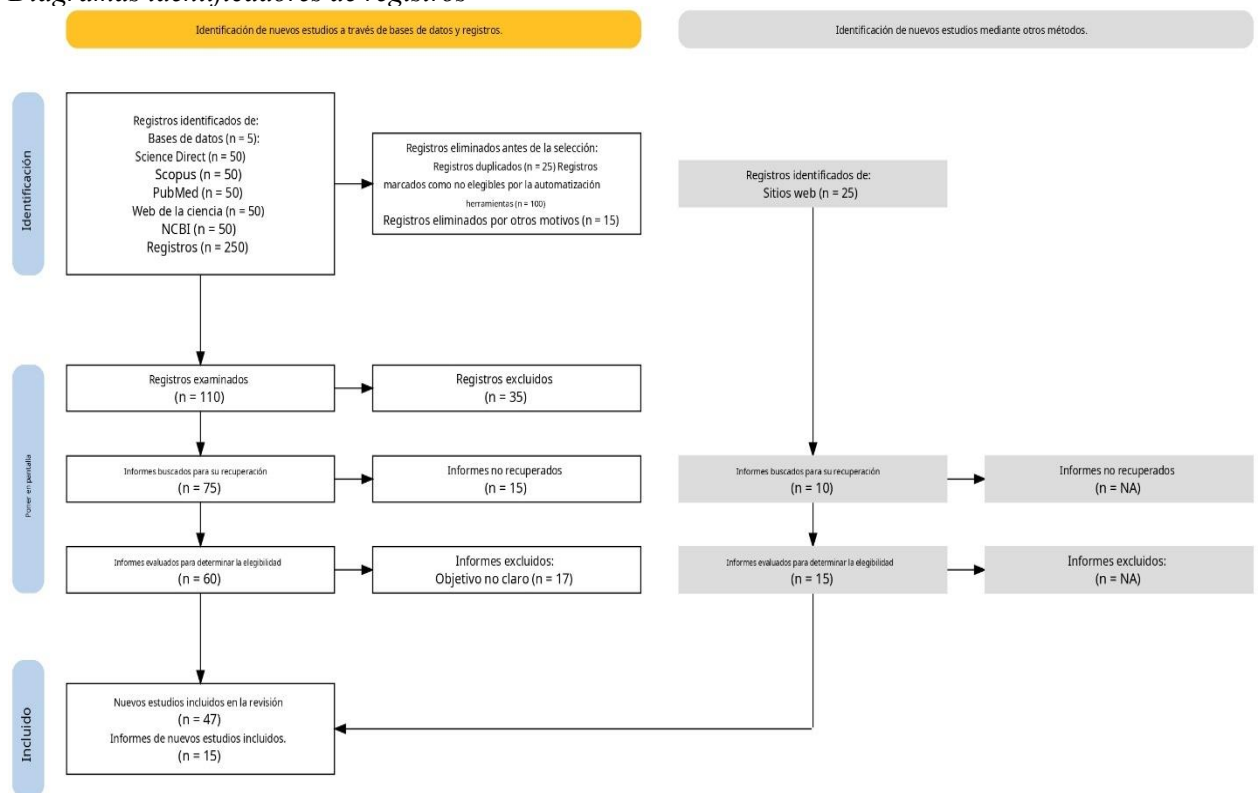 Diagramas identificadores de registros
Identificación de nuevos estudios a través de bases de datos y registros.
Identificación de nuevos estudios mediante otros métodos.
Identificación
Registros identificados de:
Bases de datos (n = 5):
Science Direct (n = 50)
Scopus (n = 50)
PubMed (n = 50)
Web de la ciencia (n = 50)
NCBI (n = 50)
Registros (n = 250)
Registros eliminados antes de la selección:
Registros duplicados (n = 25) Registros
marcados como no elegibles por la automatización
herramientas (n = 100)
Registros eliminados por otros motivos (n = 15)
Registros identificados de:
Sitios web (n = 25)
Poner en pantalla
Registros examinados
(n = 110)
Registros excluidos
(n = 35)
Informes buscados para su recuperación
(n = 75)
Informes no recuperados
(n = 15)
Informes buscados para su recuperación
(n = 10)
Informes no recuperados
(n = NA)
Informes evaluados para determinar la elegibilidad
(n = 60)
Informes excluidos:
Objetivo no claro (n = 17)
Informes evaluados para determinar la elegibilidad
(n = 15)
Informes excluidos:
(n = NA)
Incluido
Nuevos estudios incluidos en la revisión
(n = 47)
Informes de nuevos estudios incluidos.
(n = 15)